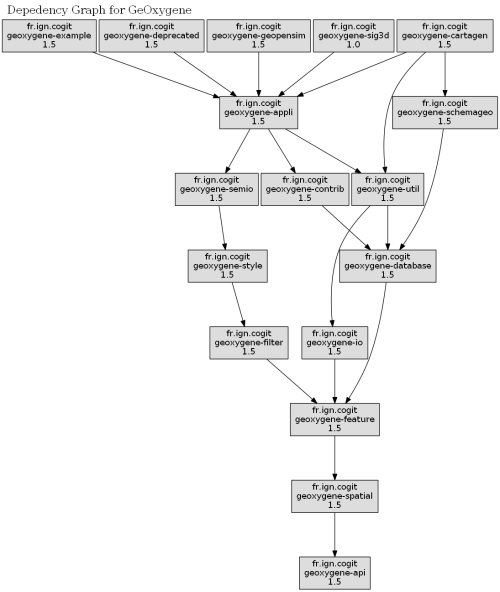 Depedency Graph for GeOxygene
fr.ign.cogit
geoxygene-example
1.5
fr.ign.cogit
geoxygene-deprecated
1.5
fr.ign.cogit
geoxygene-geopensim
1.5
fr.ign.cogit
geoxygene-sig3d
1.0
fr.ign.cogit
geoxygene-cartagen
1.5
fr.ign.cogit
geoxygene-appli
1.5
fr.ign.cogit
geoxygene-schemageo
1.5
fr.ign.cogit
geoxygene-semio
1.5
fr.ign.cogit
geoxygene-contrib
1.5
fr.ign.cogit
geoxygene-util
1.5
fr.ign.cogit
geoxygene-style
1.5
fr.ign.cogit
geoxygene-database
1.5
fr.ign.cogit
geoxygene-filter
1.5
fr.ign.cogit
geoxygene-io
1.5
fr.ign.cogit
geoxygene-feature
1.5
fr.ign.cogit
geoxygene-spatial
1.5
fr.ign.cogit
geoxygene-api
1.5